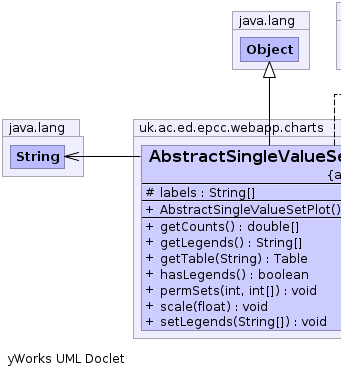 java.lang
Object
java.lang
String
uk.ac.ed.epcc.webapp.charts
AbstractSingleValueSe
{a
# labels : String[]
+ AbstractSingleValueSetPlot()
+ getCounts() : double[]
+ getLegends() : String[]
+ getTable(String) : Table
+ hasLegends() : boolean
+ permSets(int, int[]) : void
+ scale(float) : void
+ setLegends(String[]) : void
yWorks UML Doclet